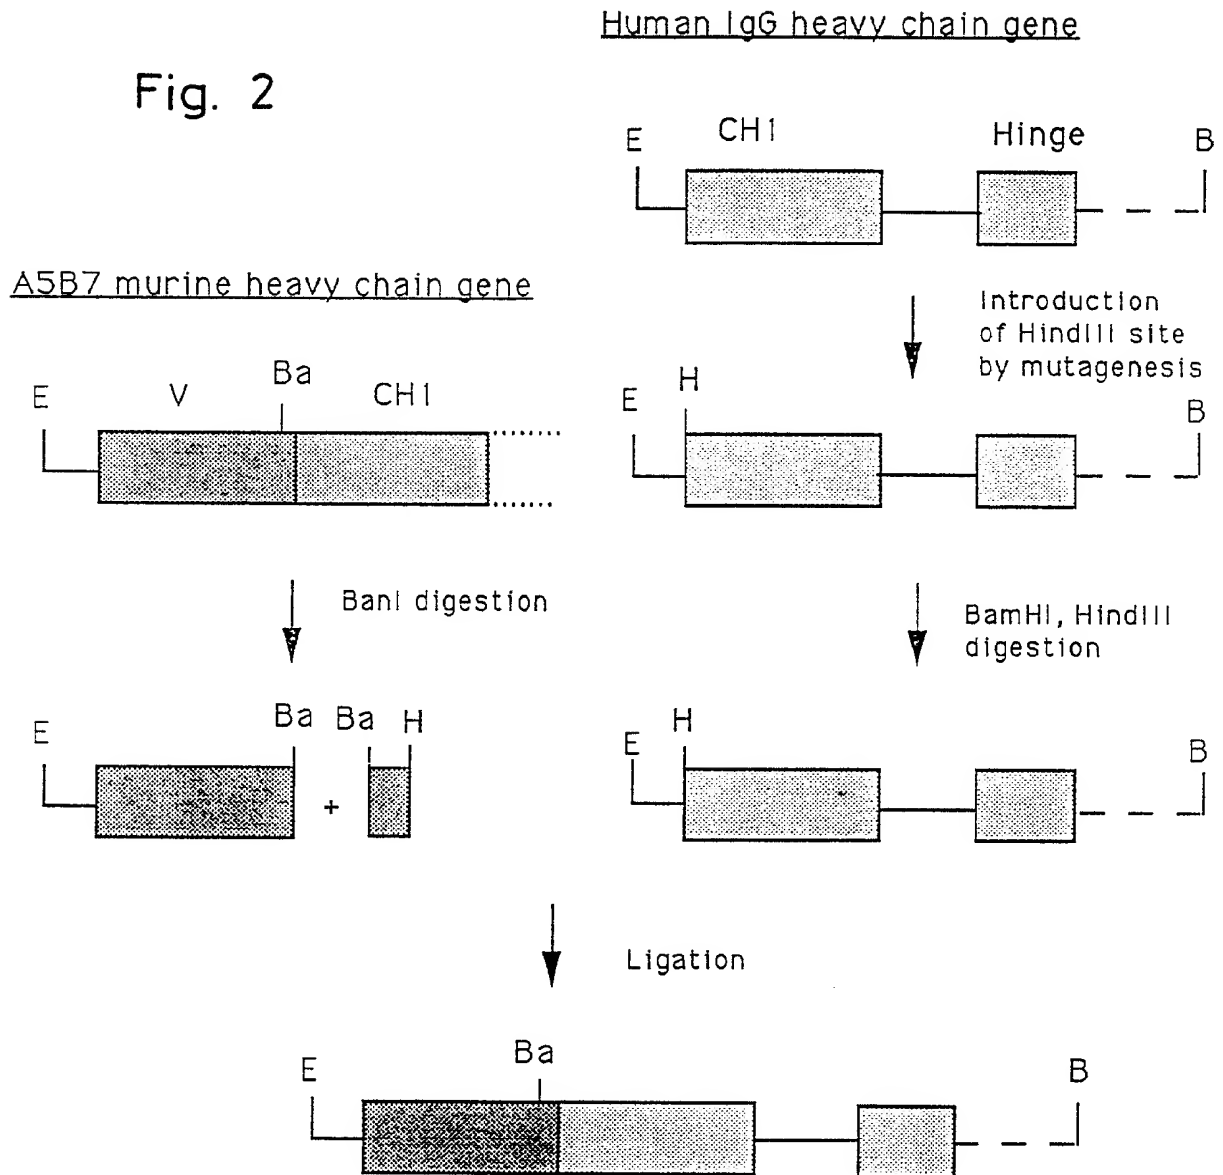 Human IgG heavy chain gene
Fig. 2
E CH1 Hinge B
A5B7 murine heavy chain gene
Introduction
of HindIII site
by mutagenesis
E V Ba CH1
E H B
BanI digestion
BamHI, HindIII
digestion
E Ba Ba H
+
E H B
Ligation
E Ba B